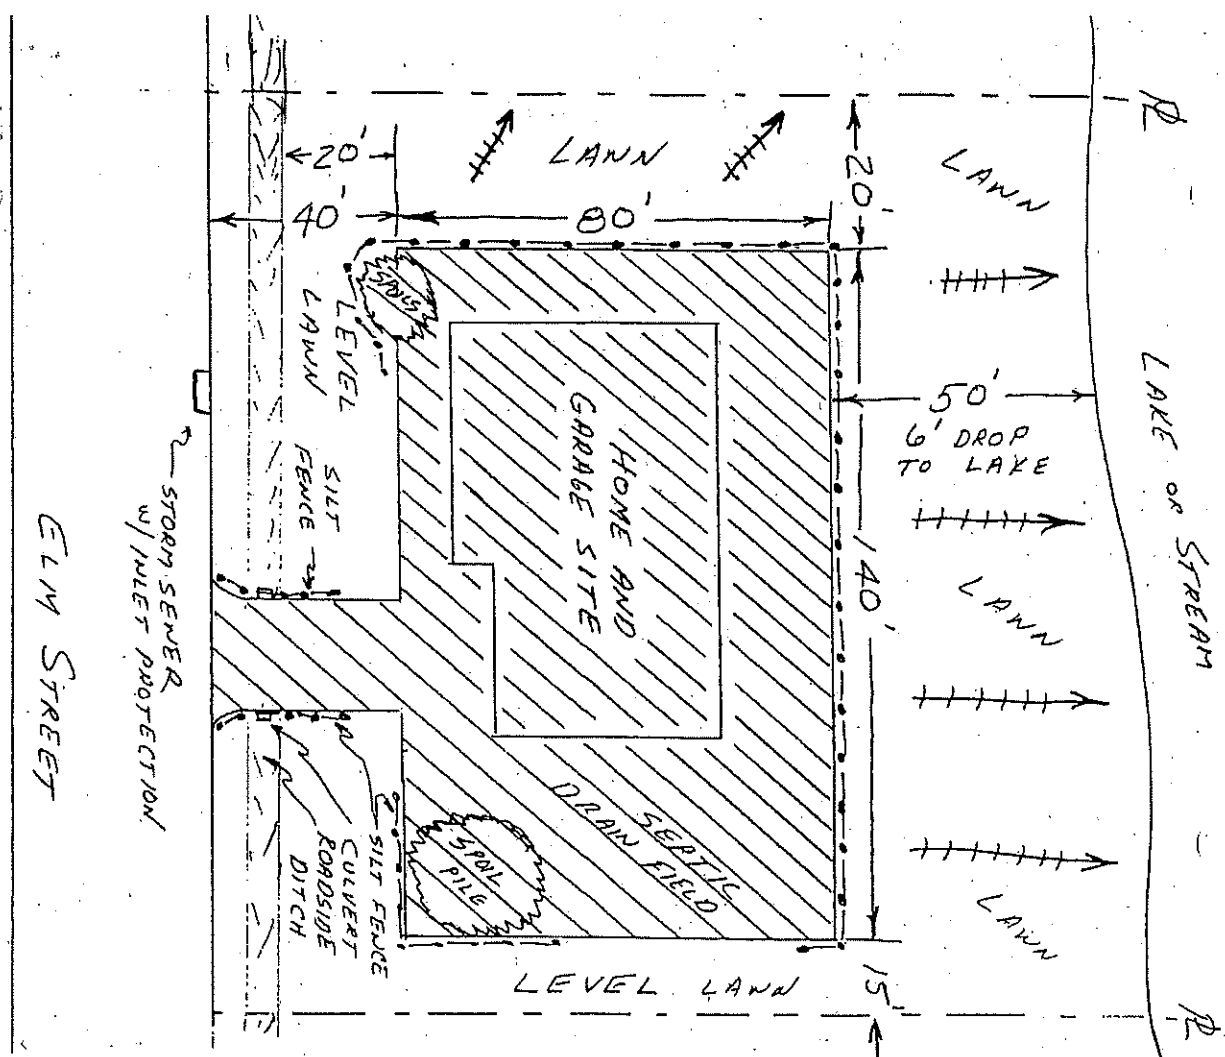 PL
LAWN
LAWN
20'
20'
40'
80'
SPOILS
LEVEL
LAWN
LAKE OR STREAM
50'
6' DROP
TO LAKE
HOME AND
GARAGE SITE
140'
SILT
FENCE
STORM SEWER
W/ INLET PROTECTION
ELM STREET
LAWN
SEPTIC
DRAIN FIELD
SPOIL
PILE
SILT FENCE
CULVERT
ROADSIDE
DITCH
LAWN
LEVEL LAWN
15'
PL